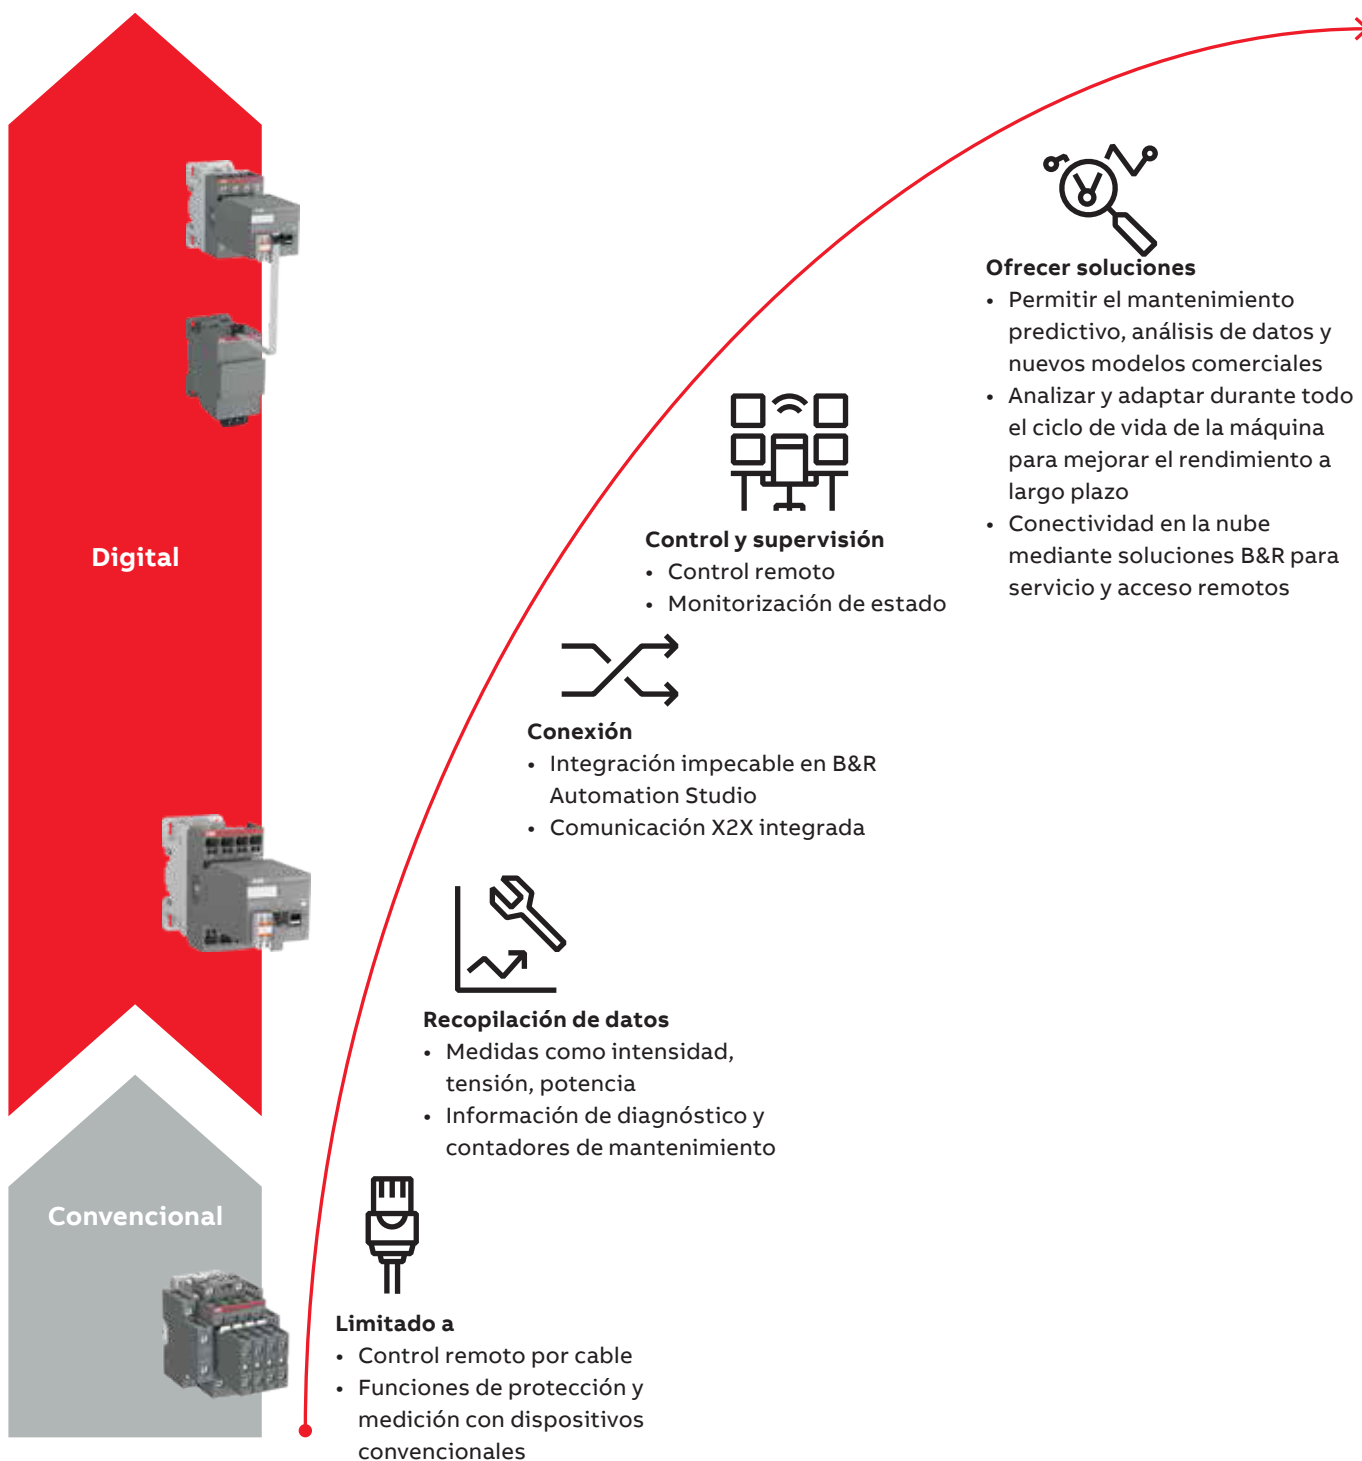 Ofrecer soluciones
• Permitir el mantenimiento
predictivo, análisis de datos y
nuevos modelos comerciales
• Analizar y adaptar durante todo
el ciclo de vida de la máquina
para mejorar el rendimiento a
largo plazo
• Conectividad en la nube
mediante soluciones B&R para
servicio y acceso remotos
Digital
Control y supervisión
• Control remoto
• Monitorización de estado
Conexión
• Integración impecable en B&R
Automation Studio
• Comunicación X2X integrada
Recopilación de datos
• Medidas como intensidad,
tensión, potencia
• Información de diagnóstico y
contadores de mantenimiento
Convencional
Limitado a
• Control remoto por cable
• Funciones de protección y
medición con dispositivos
convencionales